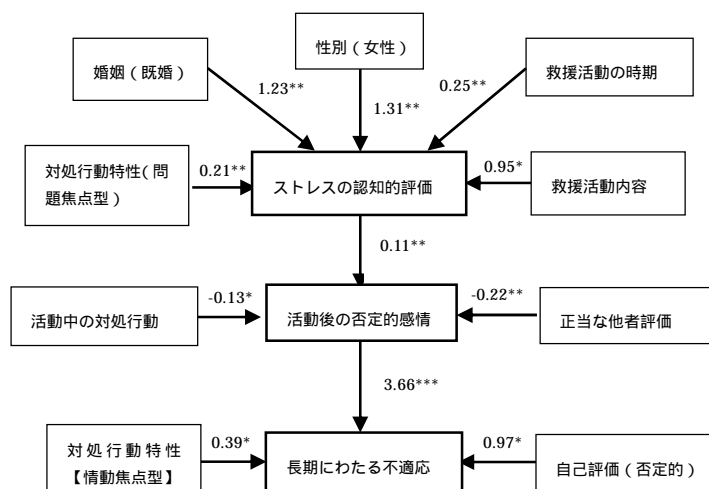 性別（女性）
婚姻（既婚）
救援活動の時期
1.23**
1.31**
0.25**
対処行動特性（問
題焦点型）
0.21**
ストレスの認知的評価
0.95*
救援活動内容
0.11**
活動中の対処行動
-0.13*
活動後の否定的感情
-0.22**
正当な他者評価
3.66***
対処行動特性
【情動焦点型】
0.39*
長期にわたる不適応
0.97*
自己評価（否定的）